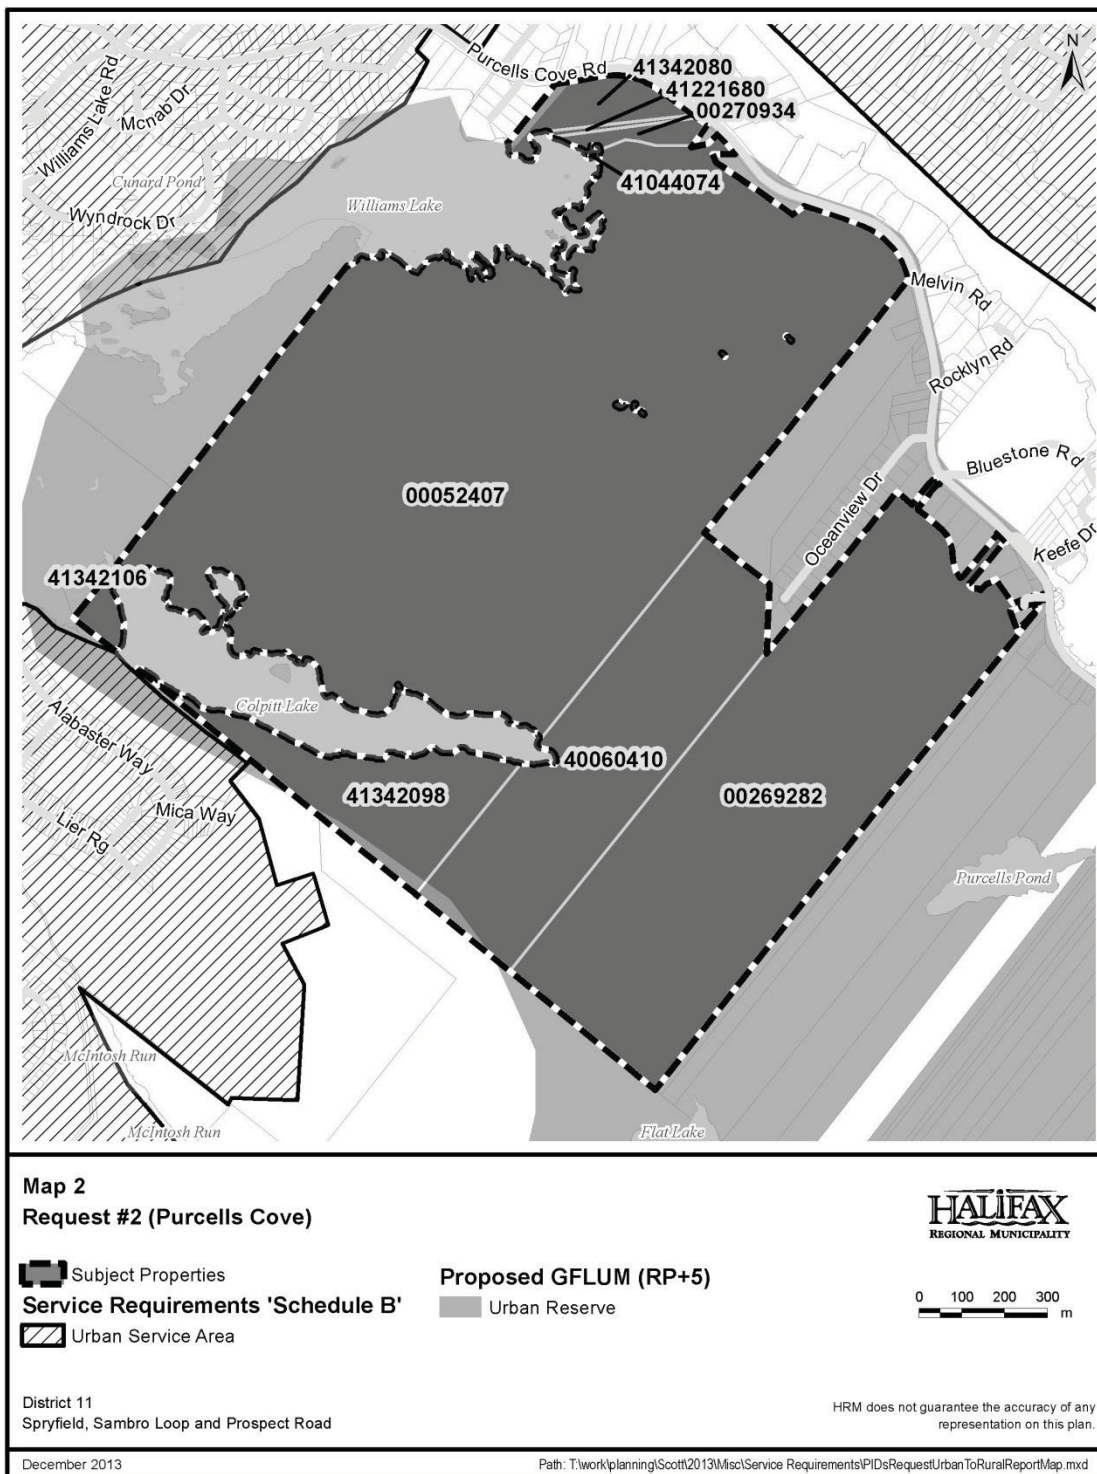 N
Purcells Cove Rd
41342080
41221680
00270934
41044074
Williams Lake Rd
Mcnab Dr
Cunard Pond
Wyndrock Dr
Williams Lake
Melvin Rd
Rocklyn Rd
Bluestone Rd
Oceanview Dr
Keefe Dr
00052407
41342106
Colpitt Lake
40060410
41342098
00269282
Alabaster Way
Mica Way
Lier Rg
Purcells Pond
McIntosh Run
McIntosh Run
Flat Lake
Map 2
Request #2 (Purcells Cove)
Subject Properties
Service Requirements 'Schedule B'
Urban Service Area
Proposed GFLUM (RP+5)
Urban Reserve
HALIFAX
REGIONAL MUNICIPALITY
0 100 200 300
m
District 11
Spryfield, Sambro Loop and Prospect Road
HRM does not guarantee the accuracy of any
representation on this plan.
December 2013
Path: T:\work\planning\Scott\2013\Misc\Service Requirements\PIDsRequestUrbanToRuralReportMap.mxd